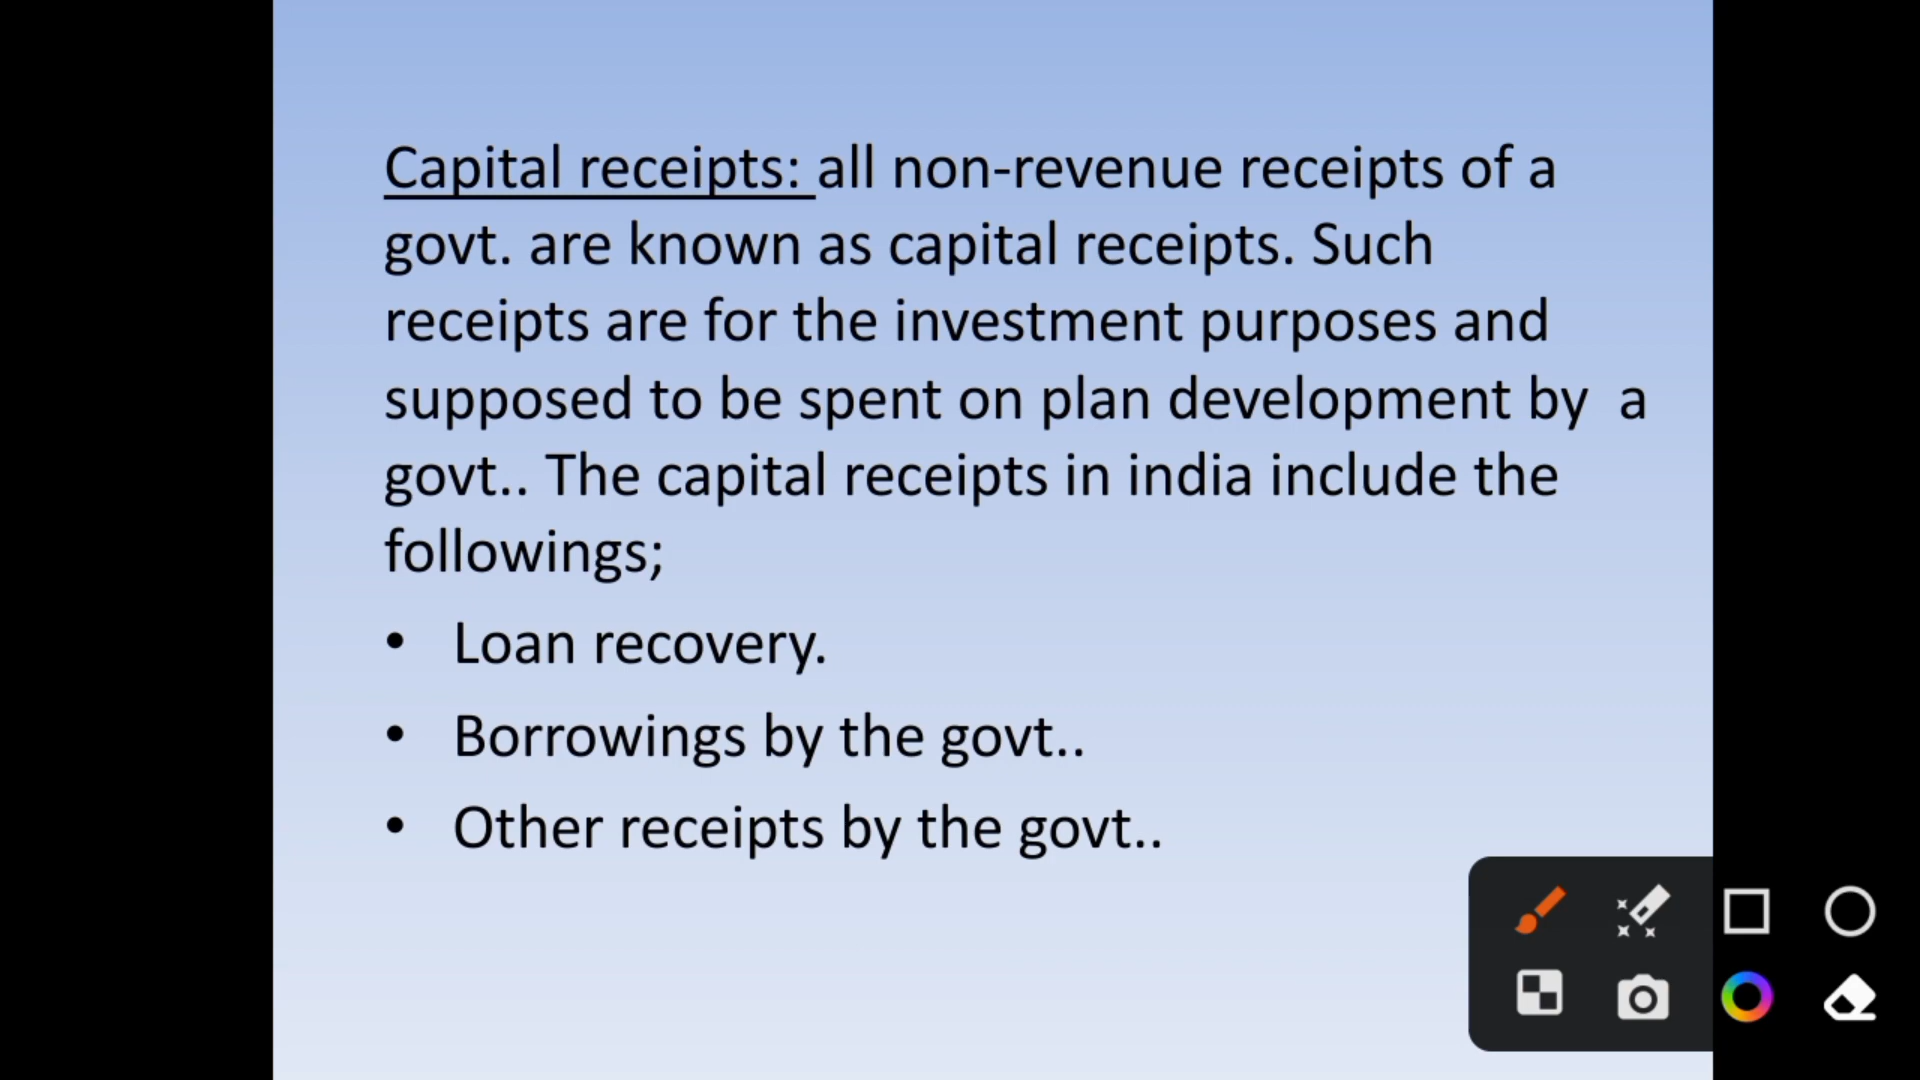 Capital receipts: all non-revenue receipts of a
govt. are known as capital receipts. Such
receipts are for the investment purposes and
supposed to be spent on plan development by  a
govt.. The capital receipts in india include the
followings;
• Loan recovery.
• Borrowings by the govt..
• Other receipts by the govt..